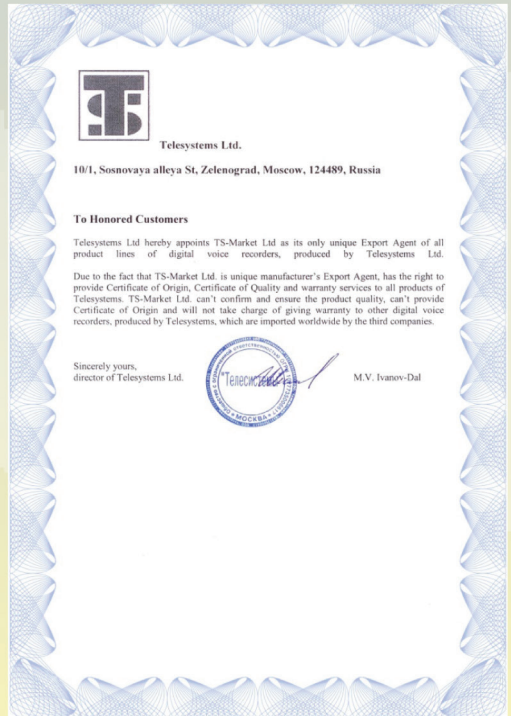 Telesystems Ltd.
10/1, Sosnovaya alleya St, Zelenograd, Moscow, 124489, Russia
To Honored Customers
Telesystems Ltd hereby appoints TS-Market Ltd as its only unique Export Agent of all
product lines of digital voice recorders, produced by Telesystems Ltd.
Due to the fact that TS-Market Ltd. is unique manufacturer's Export Agent, has the right to
provide Certificate of Origin, Certificate of Quality and warranty services to all products of
Telesystems. TS-Market Ltd. can't confirm and ensure the product quality, can't provide
Certificate of Origin and will not take charge of giving warranty to other digital voice
recorders, produced by Telesystems, which are imported worldwide by the third companies.
Sincerely yours,
director of Telesystems Ltd.
M.V. Ivanov-Dal
ответственностью
МОСКВА